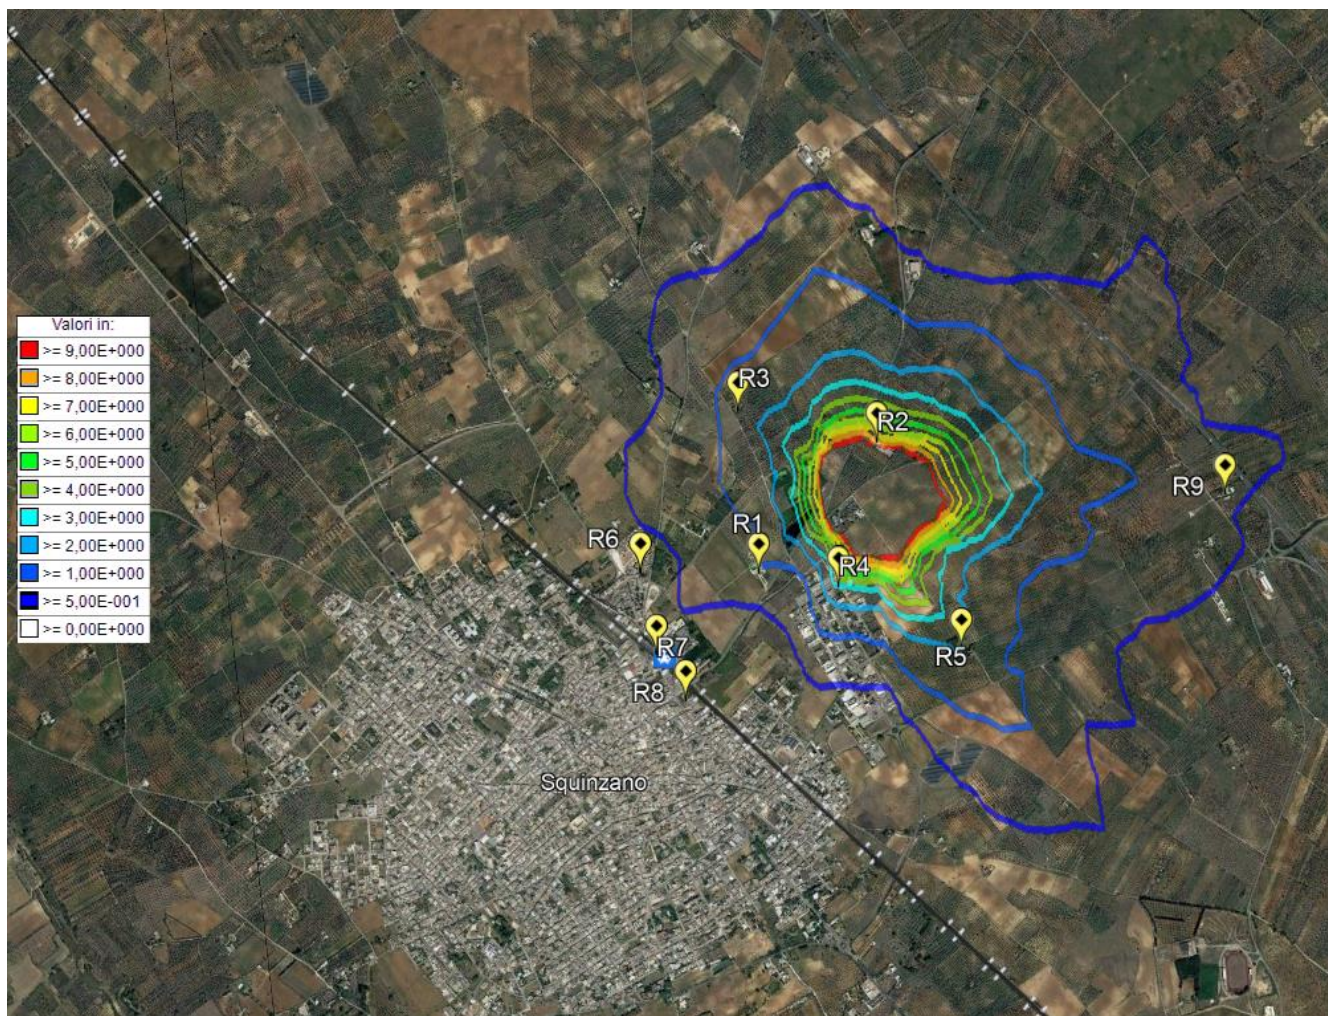 Valori in:
>= 9,00E+000
>= 8,00E+000
>= 7,00E+000
>= 6,00E+000
>= 5,00E+000
>= 4,00E+000
>= 3,00E+000
>= 2,00E+000
>= 1,00E+000
>= 5,00E-001
>= 0,00E+000
R3
R2
R9
R6
R1
R4
R5
R7
R8
Squinzano